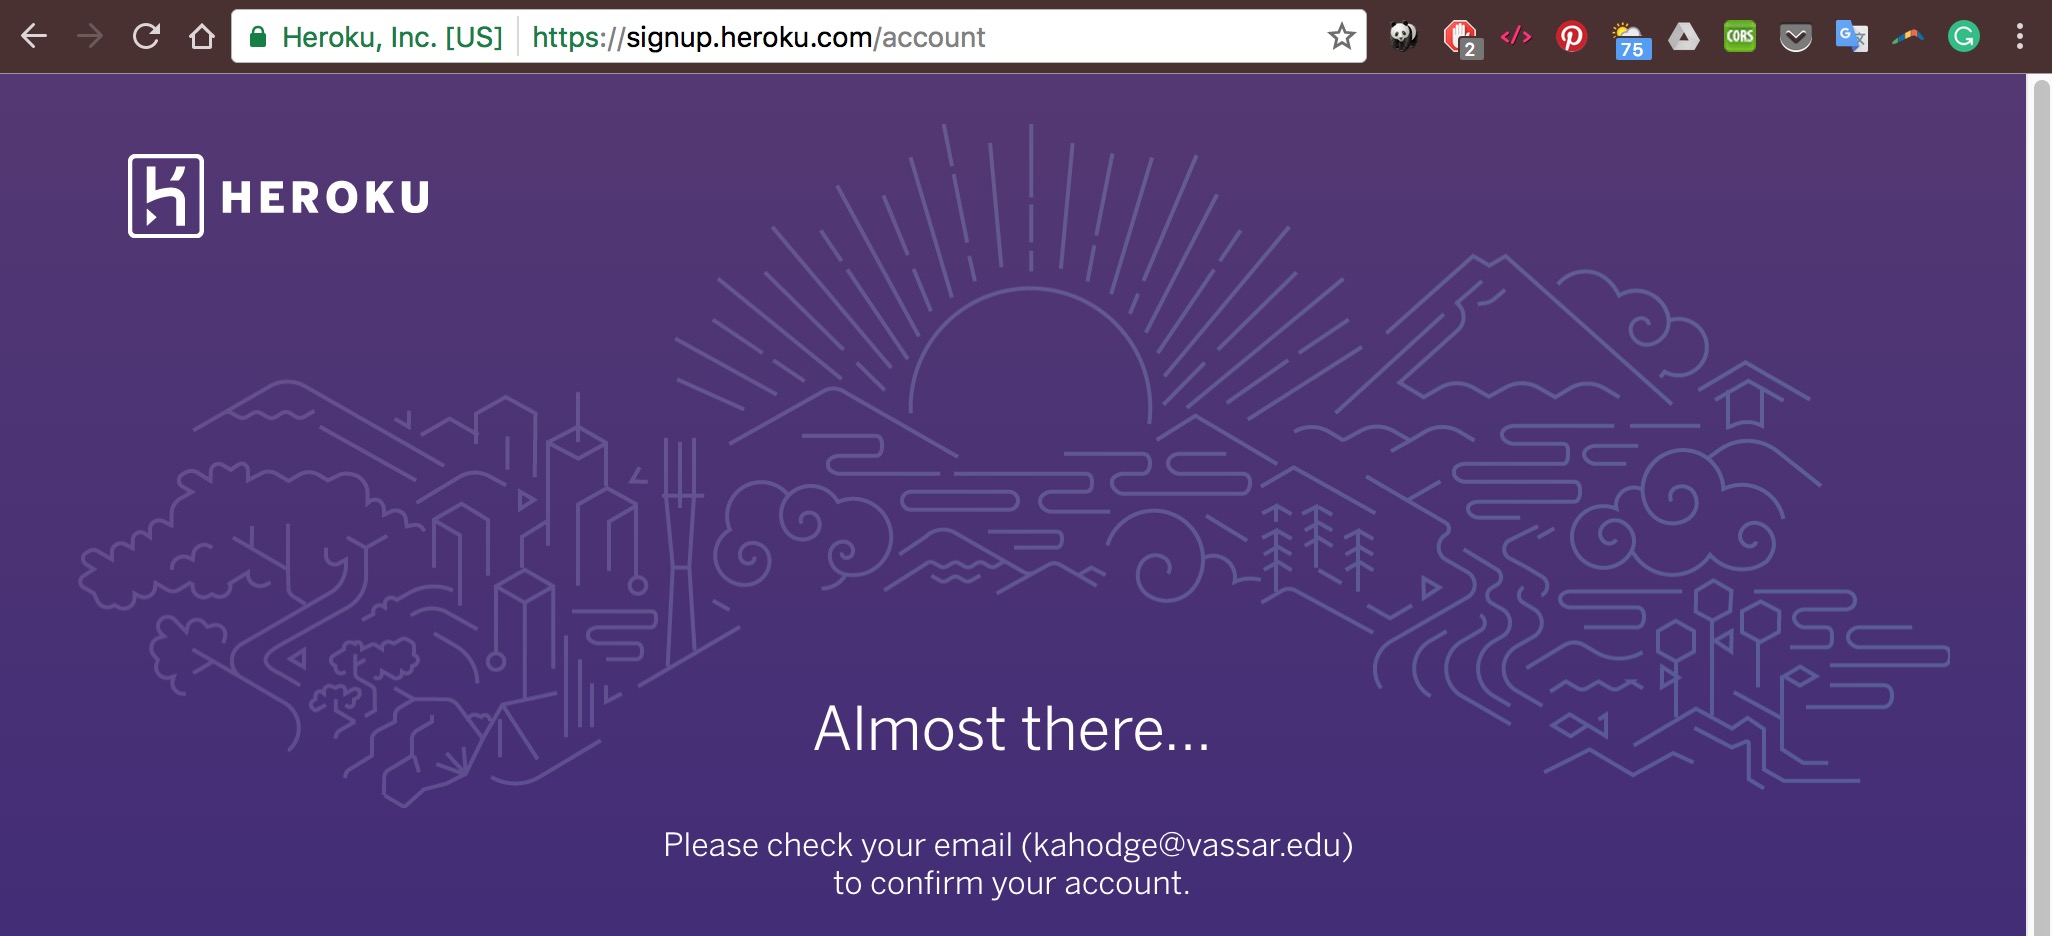 Heroku, Inc. [US] https://signup.heroku.com/account
2
75
CORS
G
HEROKU
Almost there...
Please check your email (kahodge@vassar.edu)
to confirm your account.